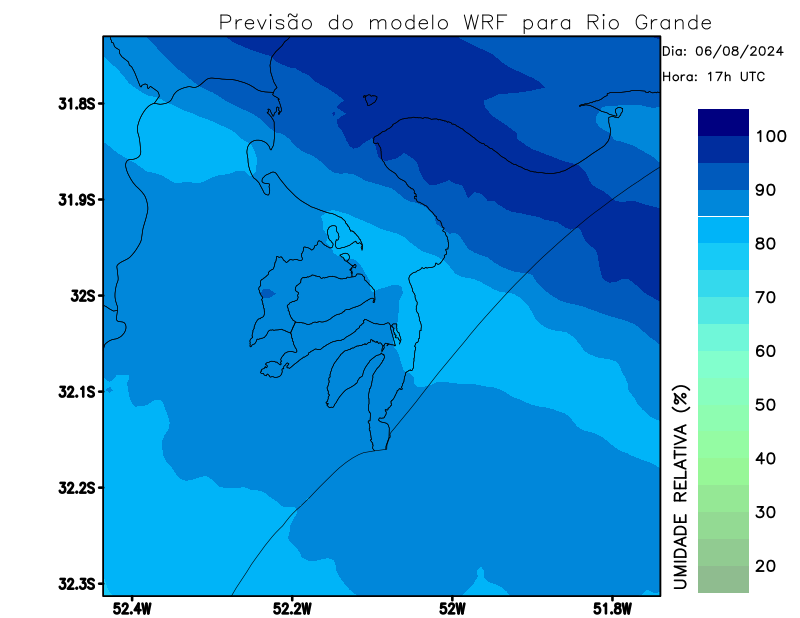 Previsão do modelo WRF para Rio Grande
Dia: 06/08/2024
Hora: 17h UTC
31.8S
31.9S
32S
32.1S
32.2S
32.3S
52.4W
52.2W
52W
51.8W
100
90
80
70
60
50
40
30
20
UMIDADE RELATIVA (%)